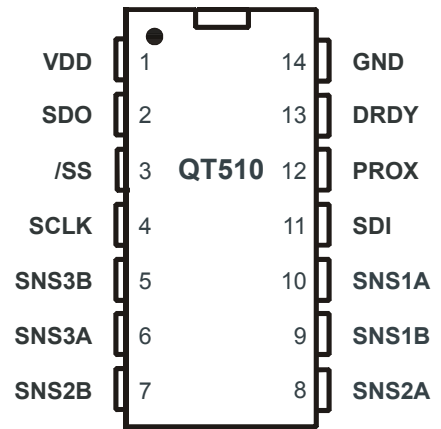 VDD 1 14 GND
SDO 2 13 DRDY
/SS 3 QT510 12 PROX
SCLK 4 11 SDI
SNS3B 5 10 SNS1A
SNS3A 6 9 SNS1B
SNS2B 7 8 SNS2A